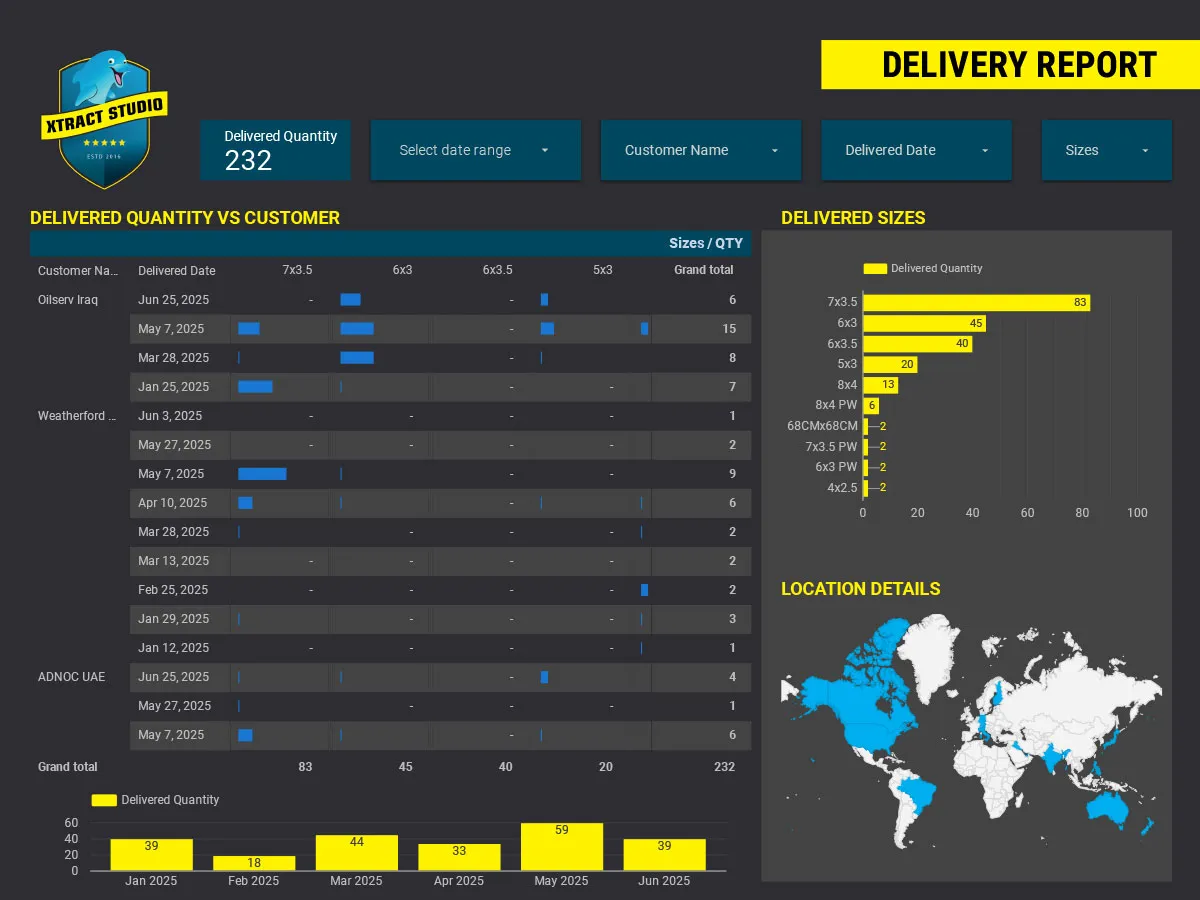 DELIVERY REPORT
XTRACT STUDIO
ESTD 2016
Delivered Quantity
232
Select date range
Customer Name
Delivered Date
Sizes
DELIVERED QUANTITY VS CUSTOMER
Sizes / QTY
Customer Na... Delivered Date 7x3.5 6x3 6x3.5 5x3 Grand total
Oilserv Iraq Jun 25, 2025 - - 6
May 7, 2025 - 15
Mar 28, 2025 - 8
Jan 25, 2025 - - 7
Weatherford ... Jun 3, 2025 - - - - 1
May 27, 2025 - - - - 2
May 7, 2025 - - 9
Apr 10, 2025 - 6
Mar 28, 2025 - - - 2
Mar 13, 2025 - - - - 2
Feb 25, 2025 - - - - 2
Jan 29, 2025 - - - 3
Jan 12, 2025 - - - - 1
ADNOC UAE Jun 25, 2025 - 4
May 27, 2025 - - - 1
May 7, 2025 - 6
Grand total 83 45 40 20 232
Delivered Quantity
60
40
20
0
39 18 44 33 59 39
Jan 2025 Feb 2025 Mar 2025 Apr 2025 May 2025 Jun 2025
DELIVERED SIZES
Delivered Quantity
7x3.5 83
6x3 45
6x3.5 40
5x3 20
8x4 13
8x4 PW 6
68CMx68CM 2
7x3.5 PW 2
6x3 PW 2
4x2.5 2
0 20 40 60 80 100
LOCATION DETAILS